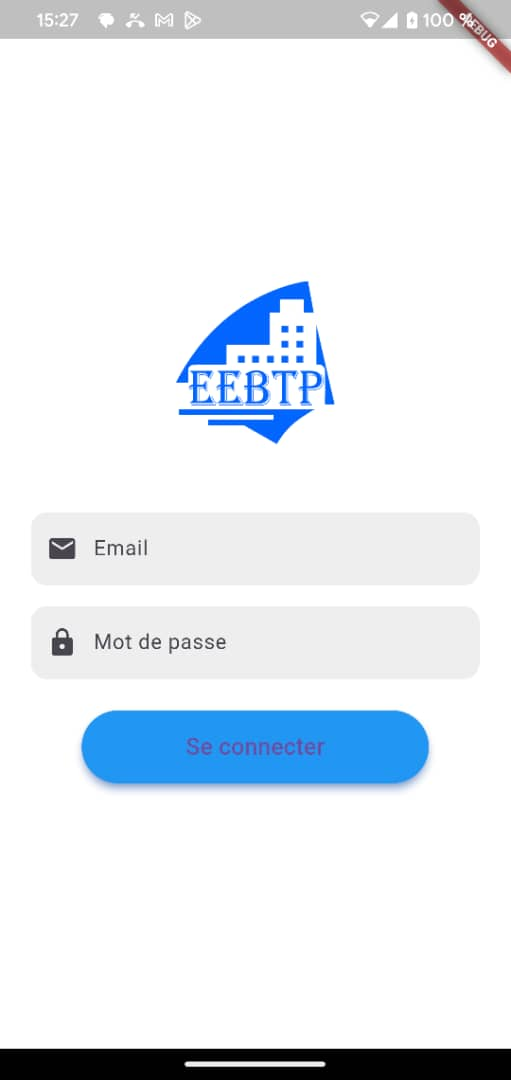 15:27 100 %
DEBUG
EEBTP
Email
Mot de passe
Se connecter